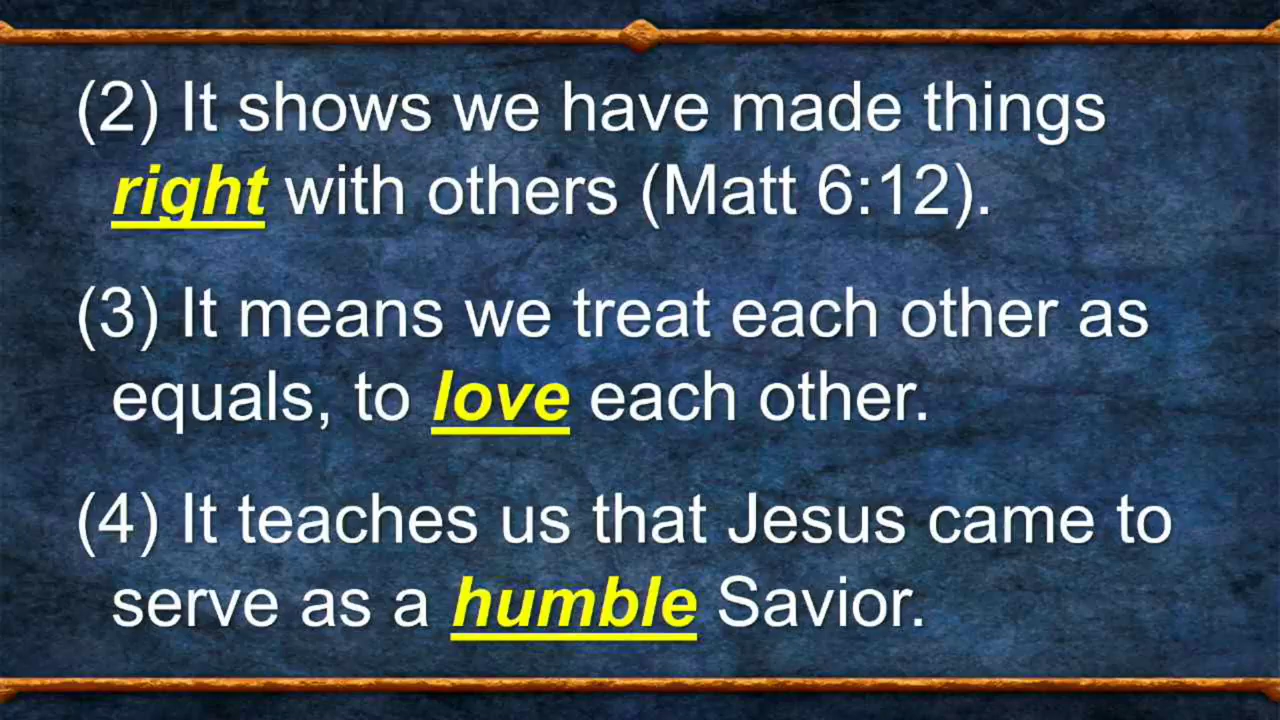 (2) It shows we have made things
right with others (Matt 6:12).
(3) It means we treat each other as
equals, to love each other.
(4) It teaches us that Jesus came to
serve as a humble Savior.